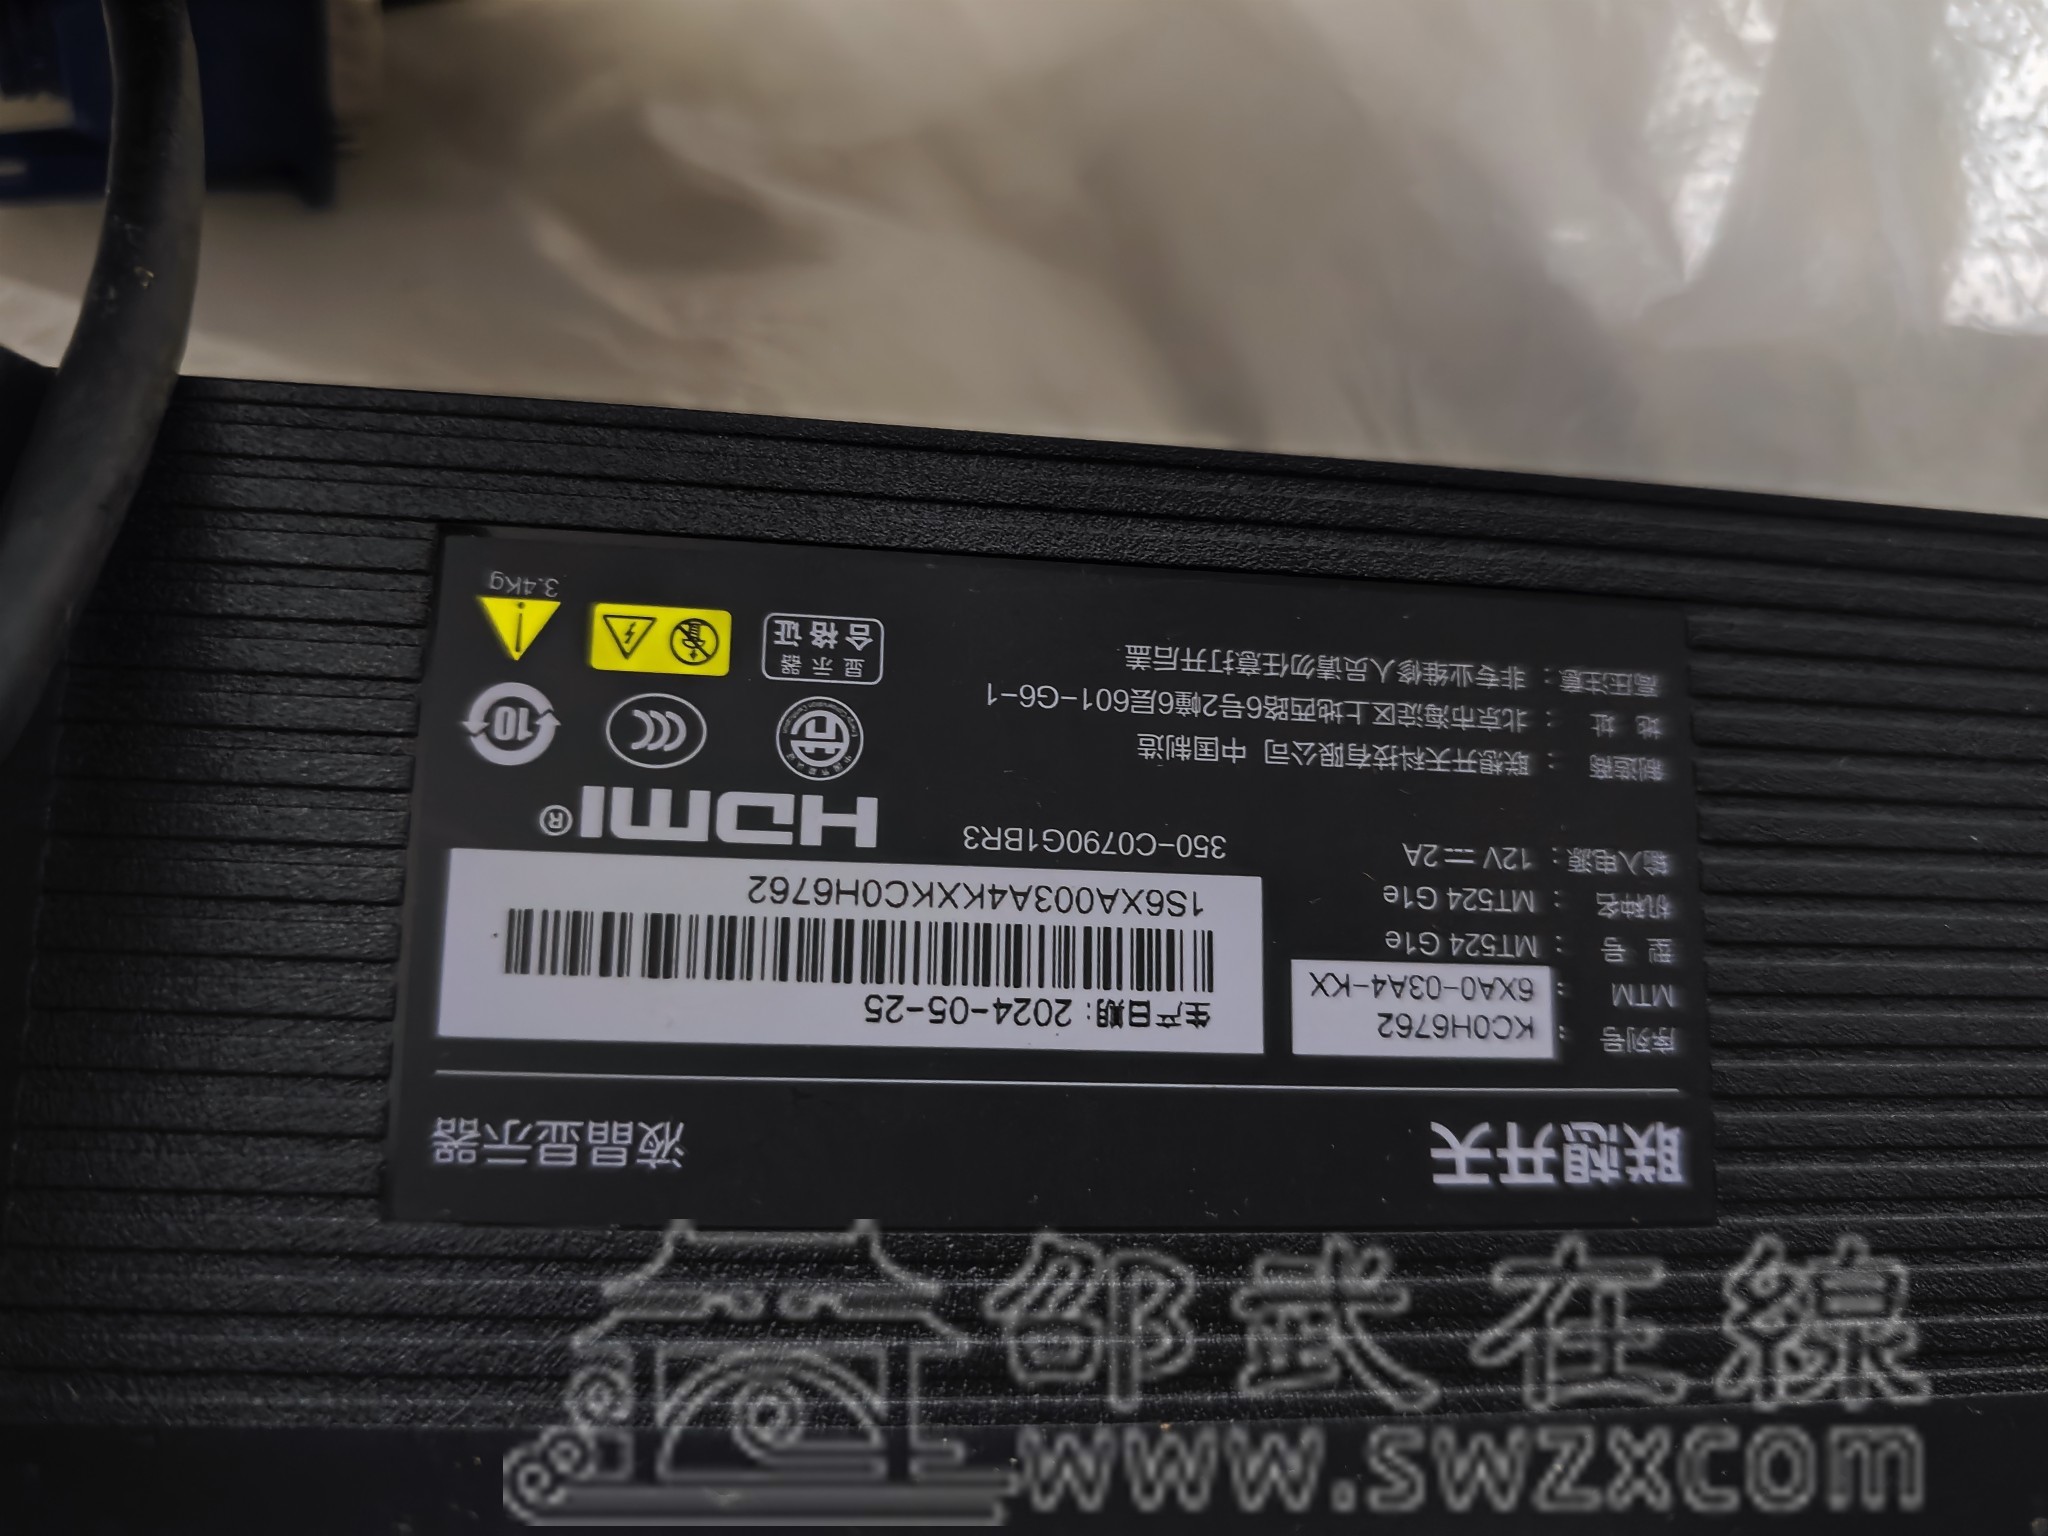 联想开天
液晶显示器
序列号 : KC0H6762
MTM : 6XA0-03A4-KX
型 号 : MT524 G1e
机种名 : MT524 G1e
输入电源 : 12V⎓2A
生产日期: 2024-05-25
1S6XA003A4KXKC0H6762
350-C0790G1BR3
HDMI®
制造商 : 联想开天科技有限公司 中国制造
地 址 : 北京市海淀区上地西路6号2幢6层601-G6-1
高压注意 : 非专业维修人员请勿任意打开后盖
10
显示器
合格证
3.4Kg
邵武在線
www.swzxcom